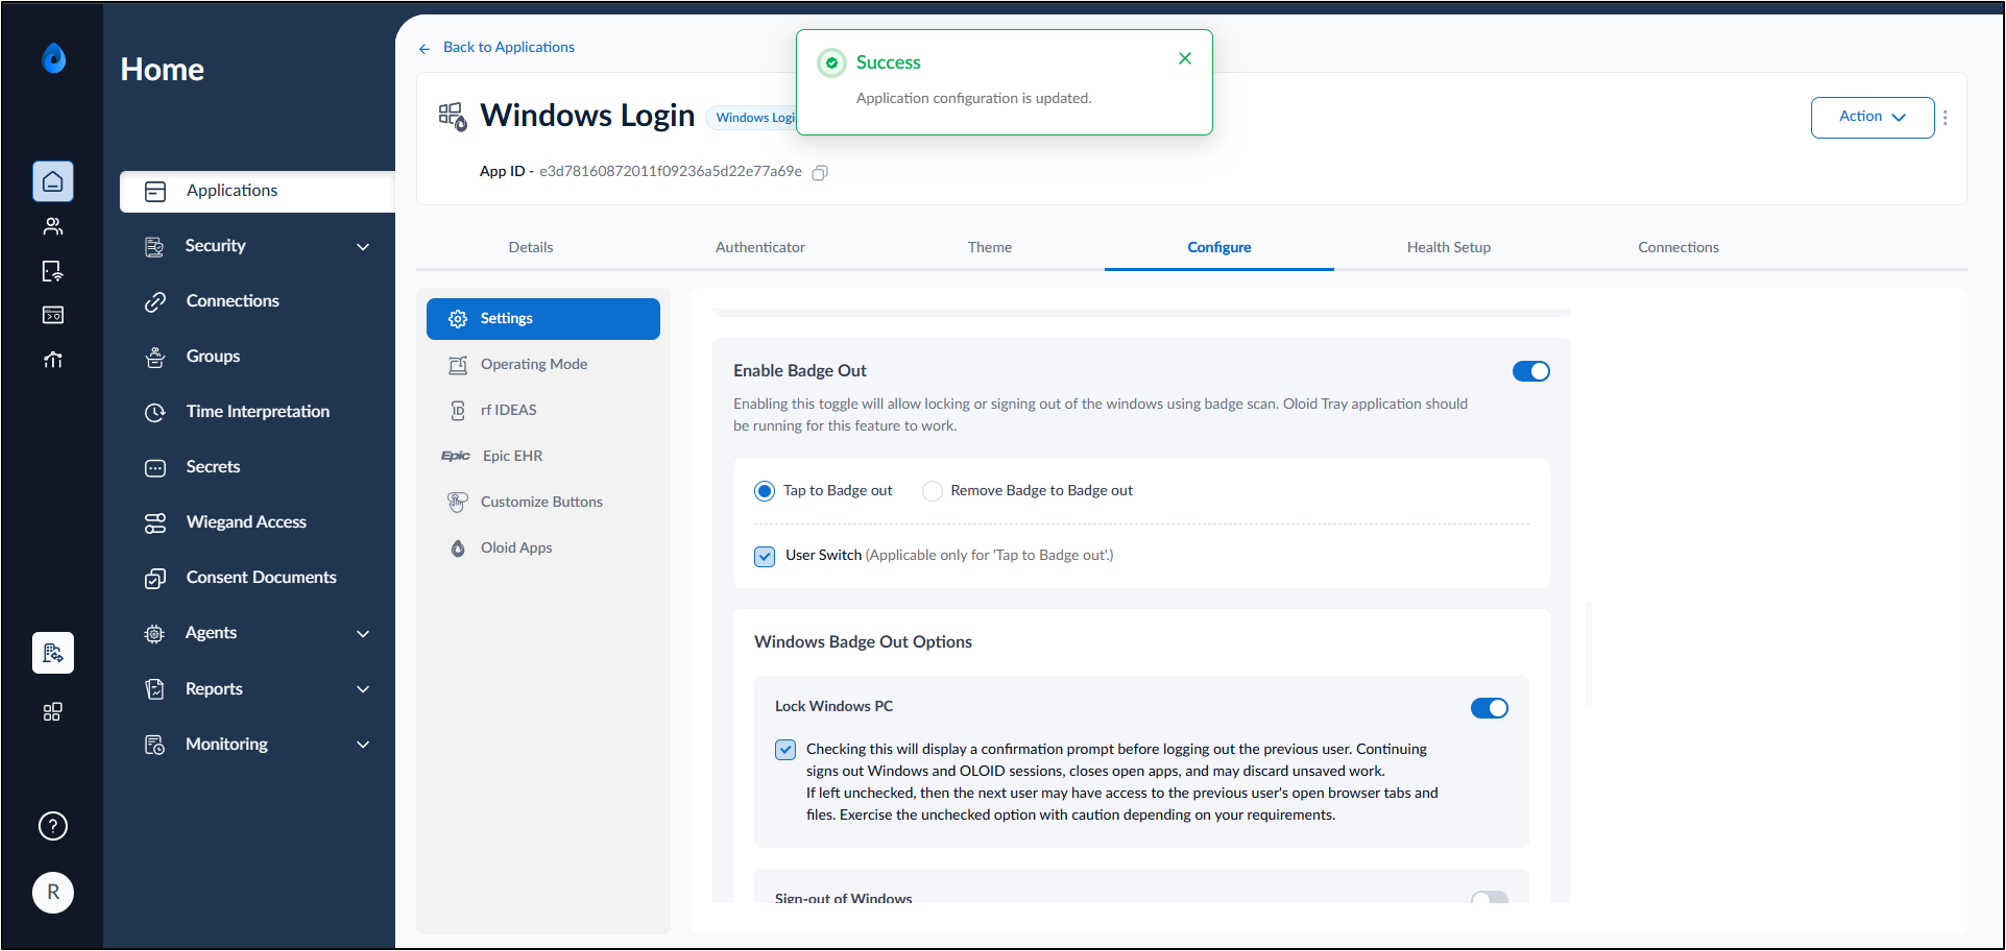 Home
Applications
Security
Connections
Groups
Time Interpretation
Secrets
Wiegand Access
Consent Documents
Agents
Reports
Monitoring
?
R
Back to Applications
Success
Application configuration is updated.
Windows Login
Windows Logi
Action
App ID - e3d78160872011f09236a5d22e77a69e
Details
Authenticator
Theme
Configure
Health Setup
Connections
Settings
Operating Mode
ID
rf IDEAS
Epic
Epic EHR
Customize Buttons
Oloid Apps
Enable Badge Out
Enabling this toggle will allow locking or signing out of the windows using badge scan. Oloid Tray application should
be running for this feature to work.
Tap to Badge out
Remove Badge to Badge out
User Switch (Applicable only for 'Tap to Badge out'.)
Windows Badge Out Options
Lock Windows PC
Checking this will display a confirmation prompt before logging out the previous user. Continuing
signs out Windows and OLOID sessions, closes open apps, and may discard unsaved work.
If left unchecked, then the next user may have access to the previous user's open browser tabs and
files. Exercise the unchecked option with caution depending on your requirements.
Sign-out of Windows